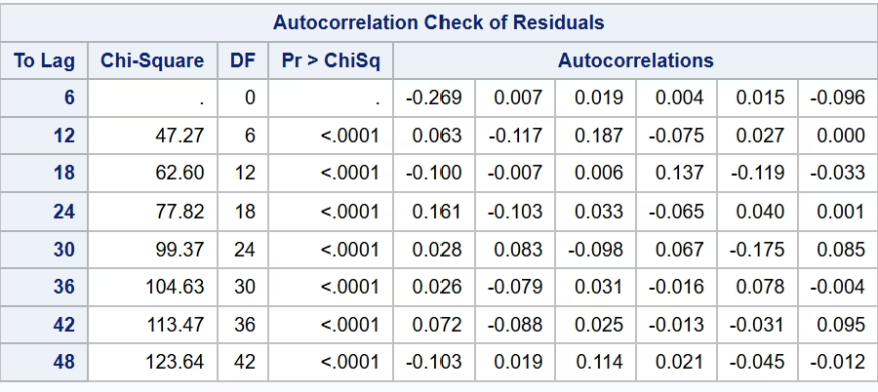 Autocorrelation Check of Residuals
To Lag Chi-Square DF Pr > ChiSq Autocorrelations
6 . 0 . -0.269 0.007 0.019 0.004 0.015 -0.096
12 47.27 6 <.0001 0.063 -0.117 0.187 -0.075 0.027 0.000
18 62.60 12 <.0001 -0.100 -0.007 0.006 0.137 -0.119 -0.033
24 77.82 18 <.0001 0.161 -0.103 0.033 -0.065 0.040 0.001
30 99.37 24 <.0001 0.028 0.083 -0.098 0.067 -0.175 0.085
36 104.63 30 <.0001 0.026 -0.079 0.031 -0.016 0.078 -0.004
42 113.47 36 <.0001 0.072 -0.088 0.025 -0.013 -0.031 0.095
48 123.64 42 <.0001 -0.103 0.019 0.114 0.021 -0.045 -0.012